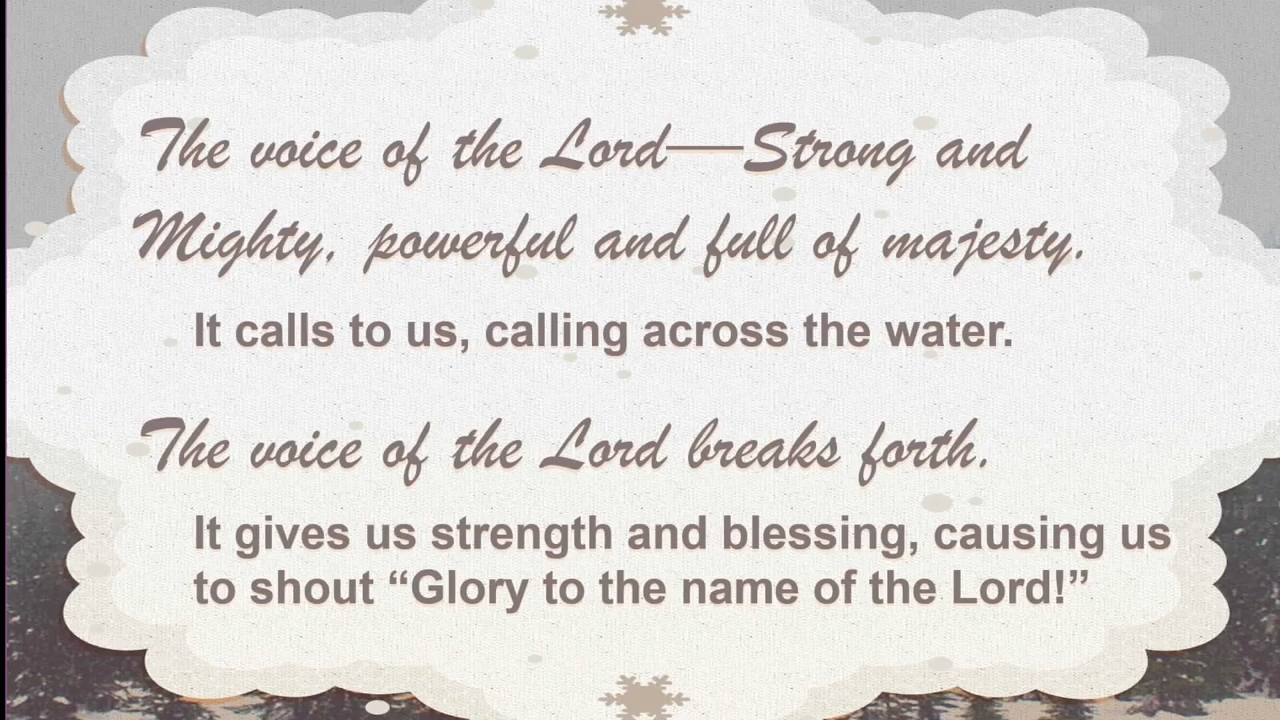 The voice of the Lord—Strong and
Mighty, powerful and full of majesty.
It calls to us, calling across the water.
The voice of the Lord breaks forth.
It gives us strength and blessing, causing us
to shout “Glory to the name of the Lord!”